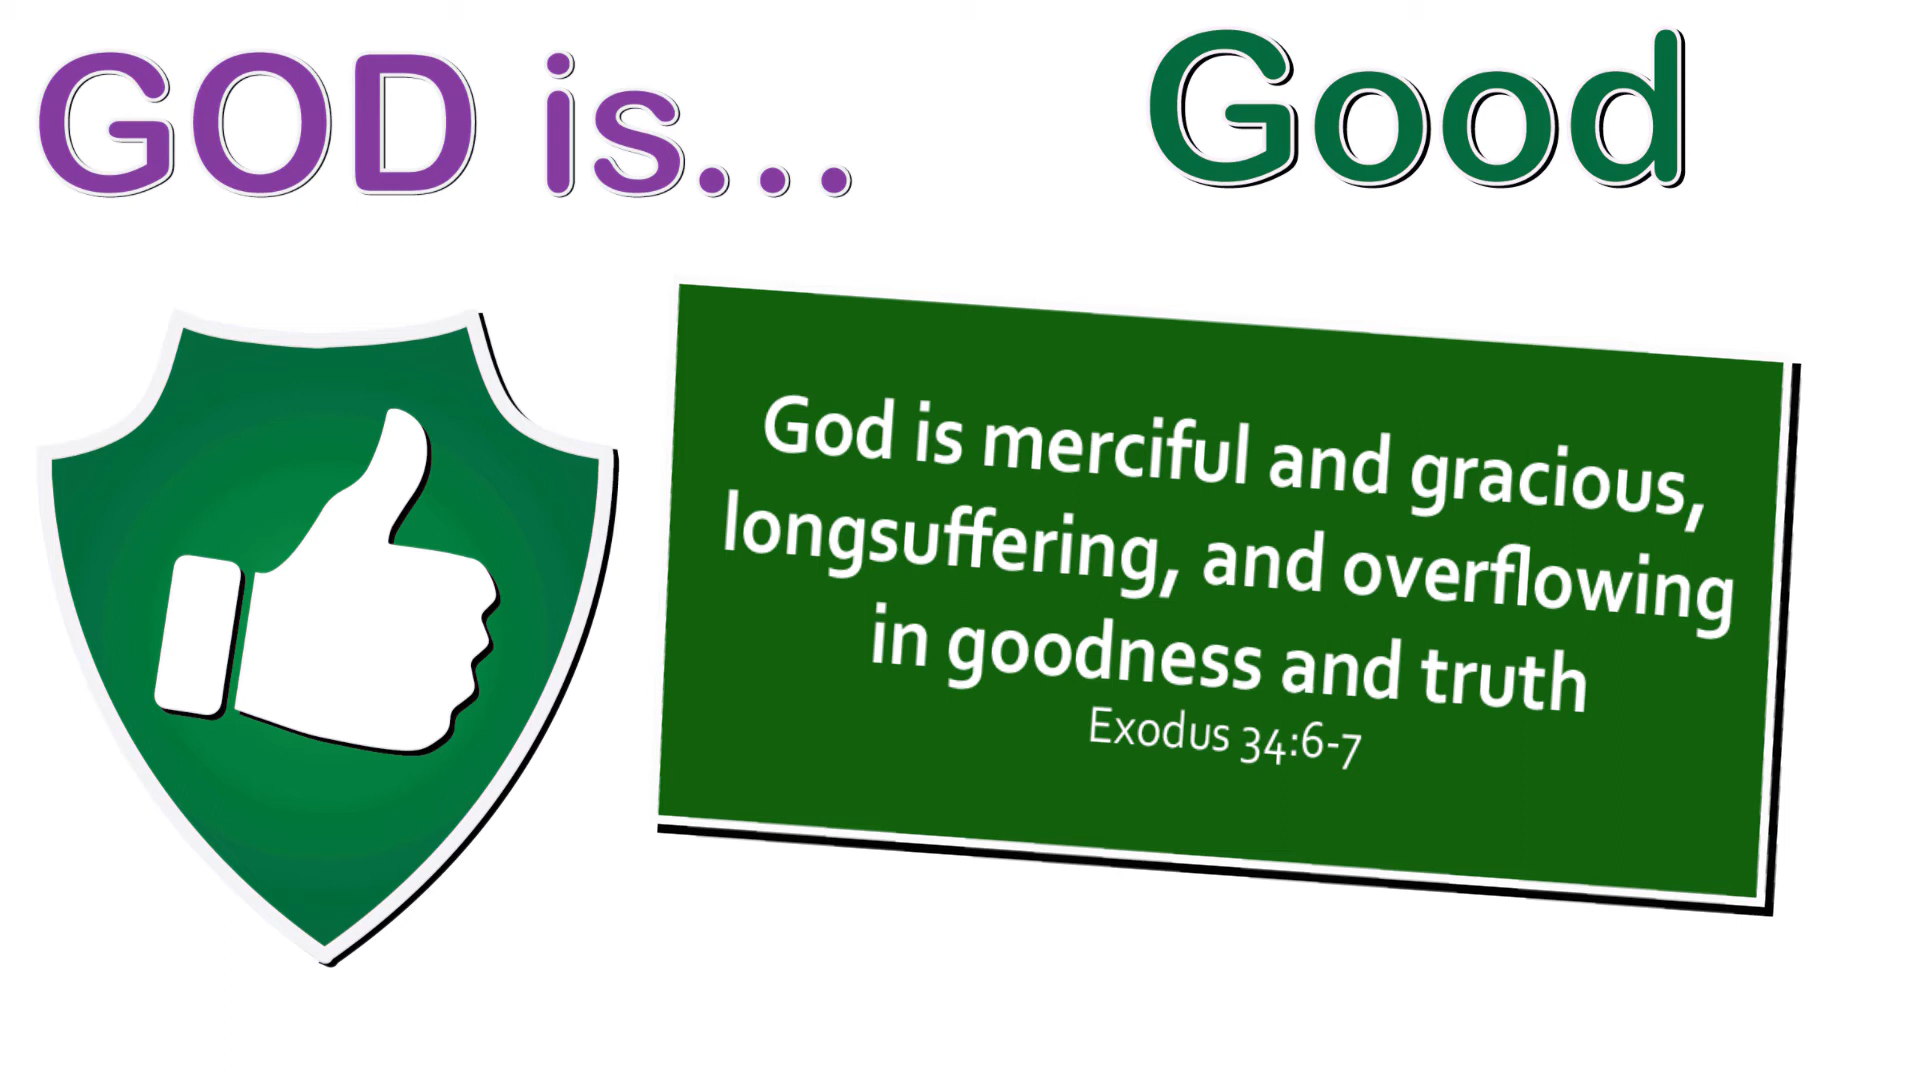 GOD is...
Good
God is merciful and gracious,
longsuffering, and overflowing
in goodness and truth
Exodus 34:6-7